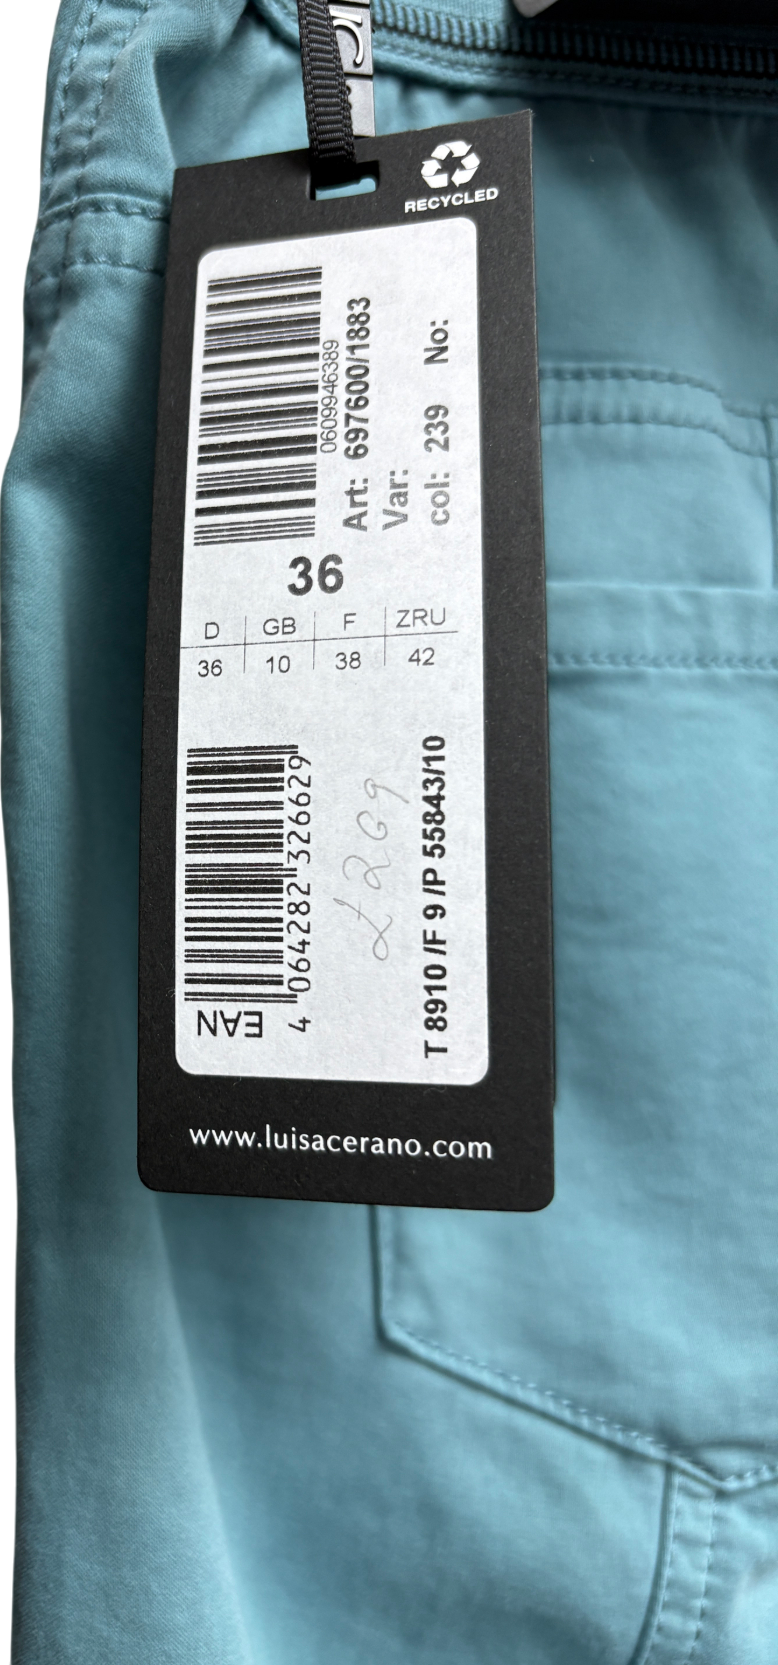 RECYCLED
0609946389
Art: 697600/1883
Var:
col: 239 No:
36
D GB F ZRU
36 10 38 42
EAN
4 064282 326629
£269
T 8910 /F 9 /P 55843/10
www.luisacerano.com